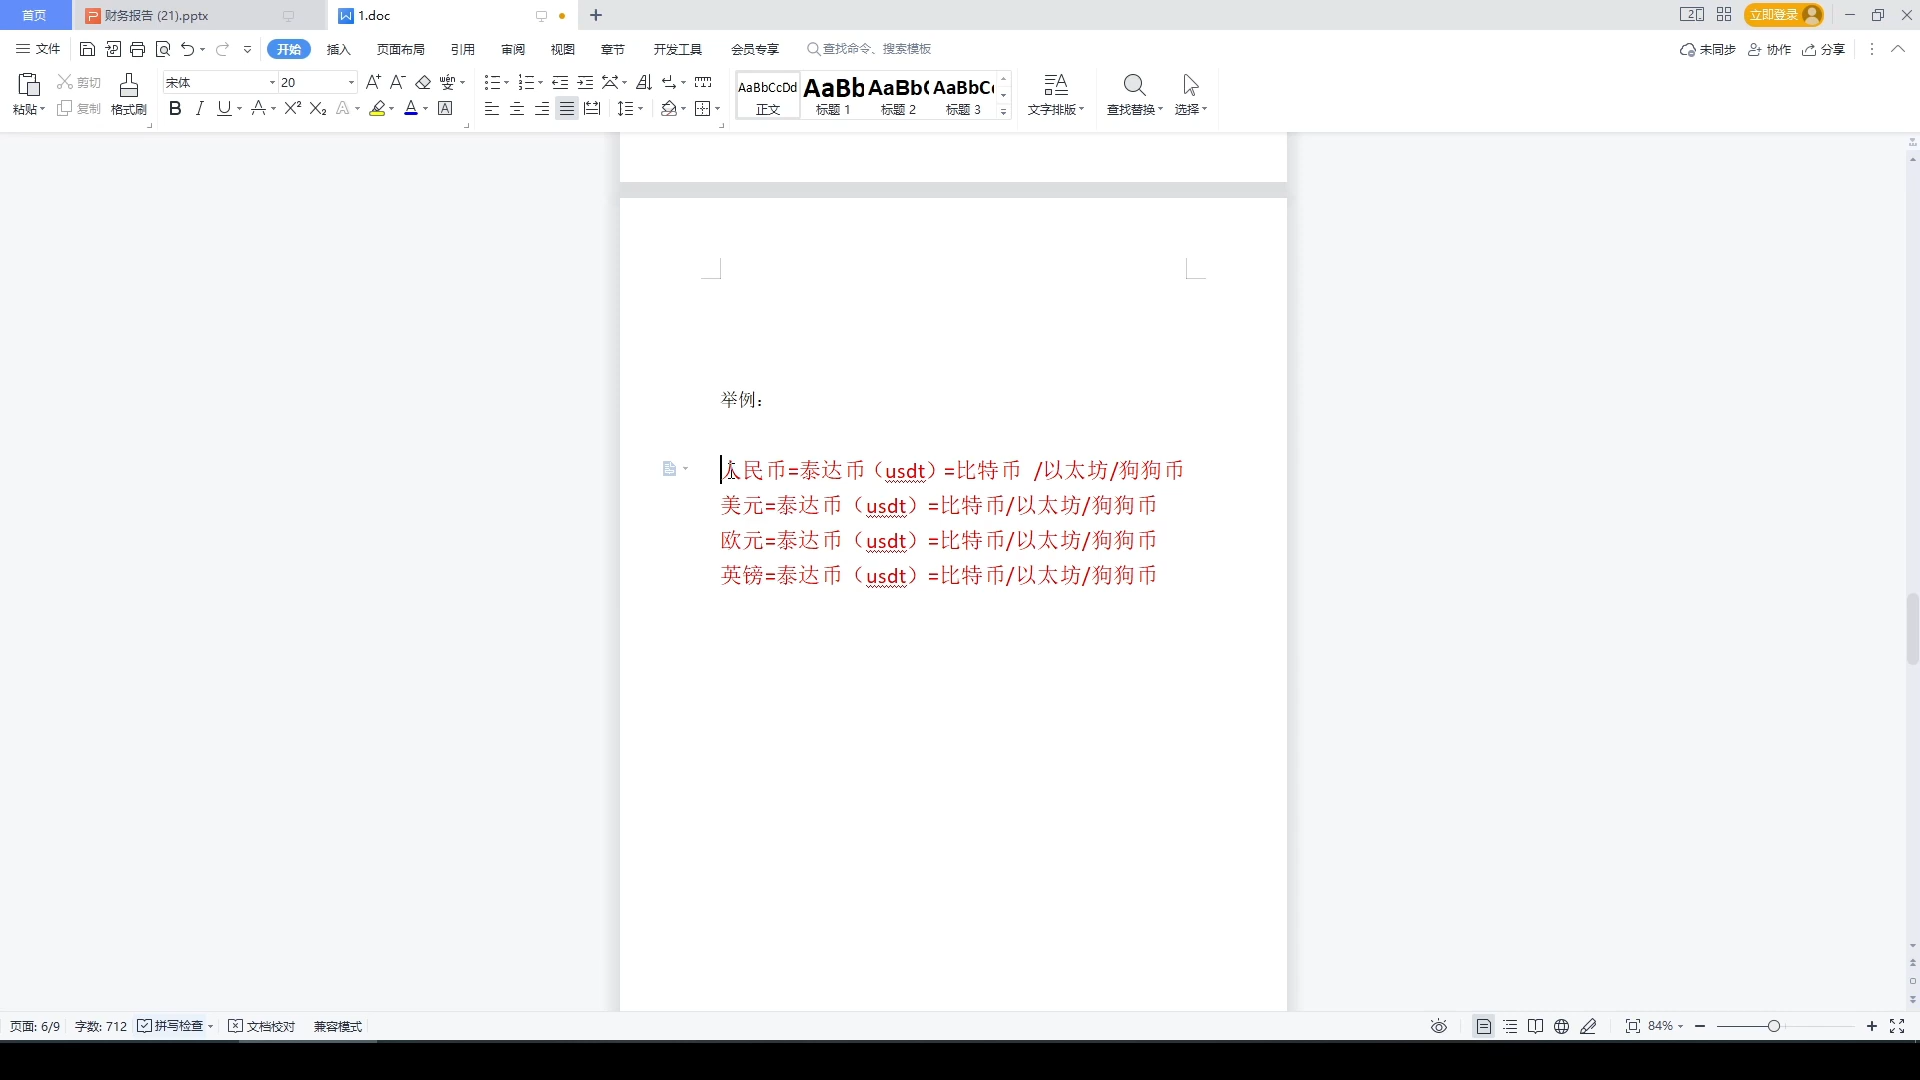 首页
财务报告 (21).pptx
1.doc
立即登录
文件
开始
插入
页面布局
引用
审阅
视图
章节
开发工具
会员专享
查找命令、搜索模板
未同步
协作
分享
粘贴
剪切
复制
格式刷
宋体
20
AaBbCcDd
正文
AaBb
标题 1
AaBb(
标题 2
AaBbC
标题 3
文字排版
查找替换
选择
举例：
人民币=泰达币（usdt）=比特币 /以太坊/狗狗币
美元=泰达币（usdt）=比特币/以太坊/狗狗币
欧元=泰达币（usdt）=比特币/以太坊/狗狗币
英镑=泰达币（usdt）=比特币/以太坊/狗狗币
页面: 6/9
字数: 712
拼写检查
文档校对
兼容模式
84%